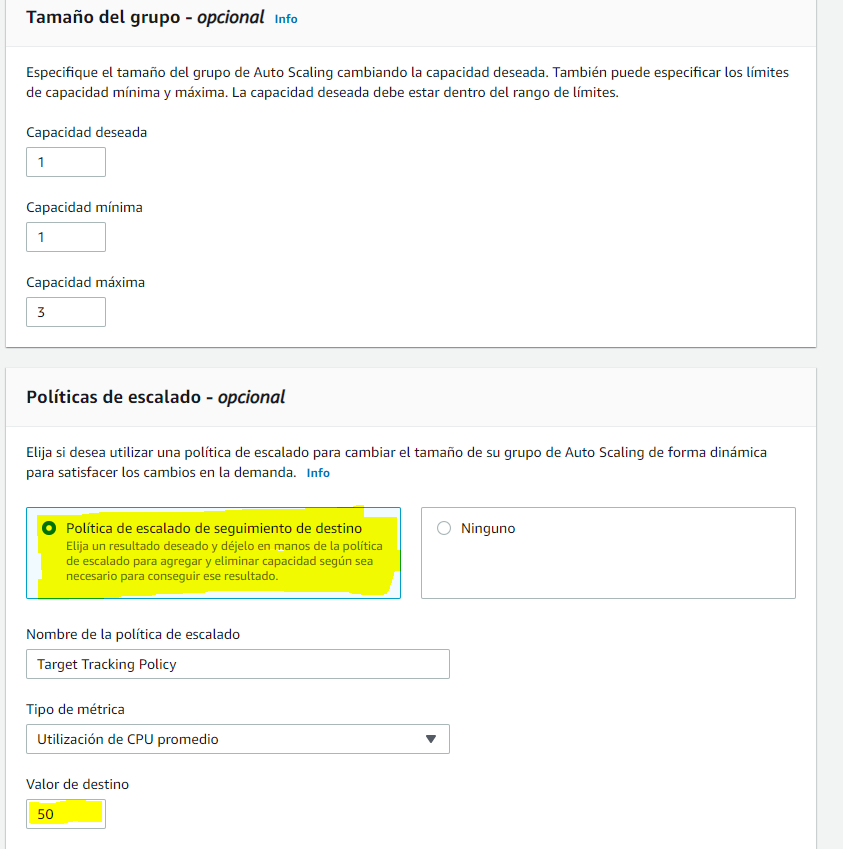 Tamaño del grupo - opcional Info
Especifique el tamaño del grupo de Auto Scaling cambiando la capacidad deseada. También puede especificar los límites
de capacidad mínima y máxima. La capacidad deseada debe estar dentro del rango de límites.
Capacidad deseada
1
Capacidad mínima
1
Capacidad máxima
3
Políticas de escalado - opcional
Elija si desea utilizar una política de escalado para cambiar el tamaño de su grupo de Auto Scaling de forma dinámica
para satisfacer los cambios en la demanda. Info
Política de escalado de seguimiento de destino
Elija un resultado deseado y déjelo en manos de la política
de escalado para agregar y eliminar capacidad según sea
necesario para conseguir ese resultado.
Ninguno
Nombre de la política de escalado
Target Tracking Policy
Tipo de métrica
Utilización de CPU promedio
Valor de destino
50